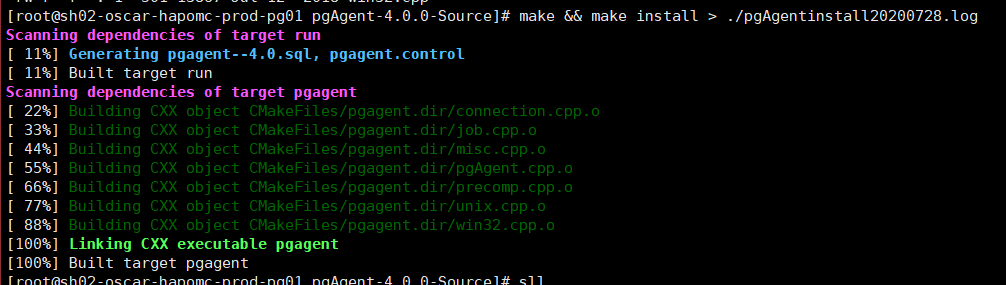 [root@sh02-oscar-hapomc-prod-pg01 pgAgent-4.0.0-Source]# make && make install > ./pgAgentinstall20200728.log
Scanning dependencies of target run
[ 11%] Generating pgagent--4.0.sql, pgagent.control
[ 11%] Built target run
Scanning dependencies of target pgagent
[ 22%] Building CXX object CMakeFiles/pgagent.dir/connection.cpp.o
[ 33%] Building CXX object CMakeFiles/pgagent.dir/job.cpp.o
[ 44%] Building CXX object CMakeFiles/pgagent.dir/misc.cpp.o
[ 55%] Building CXX object CMakeFiles/pgagent.dir/pgAgent.cpp.o
[ 66%] Building CXX object CMakeFiles/pgagent.dir/precomp.cpp.o
[ 77%] Building CXX object CMakeFiles/pgagent.dir/unix.cpp.o
[ 88%] Building CXX object CMakeFiles/pgagent.dir/win32.cpp.o
[100%] Linking CXX executable pgagent
[100%] Built target pgagent
[root@sh02-oscar-hapomc-prod-pg01 pgAgent-4.0.0-Source]# sll